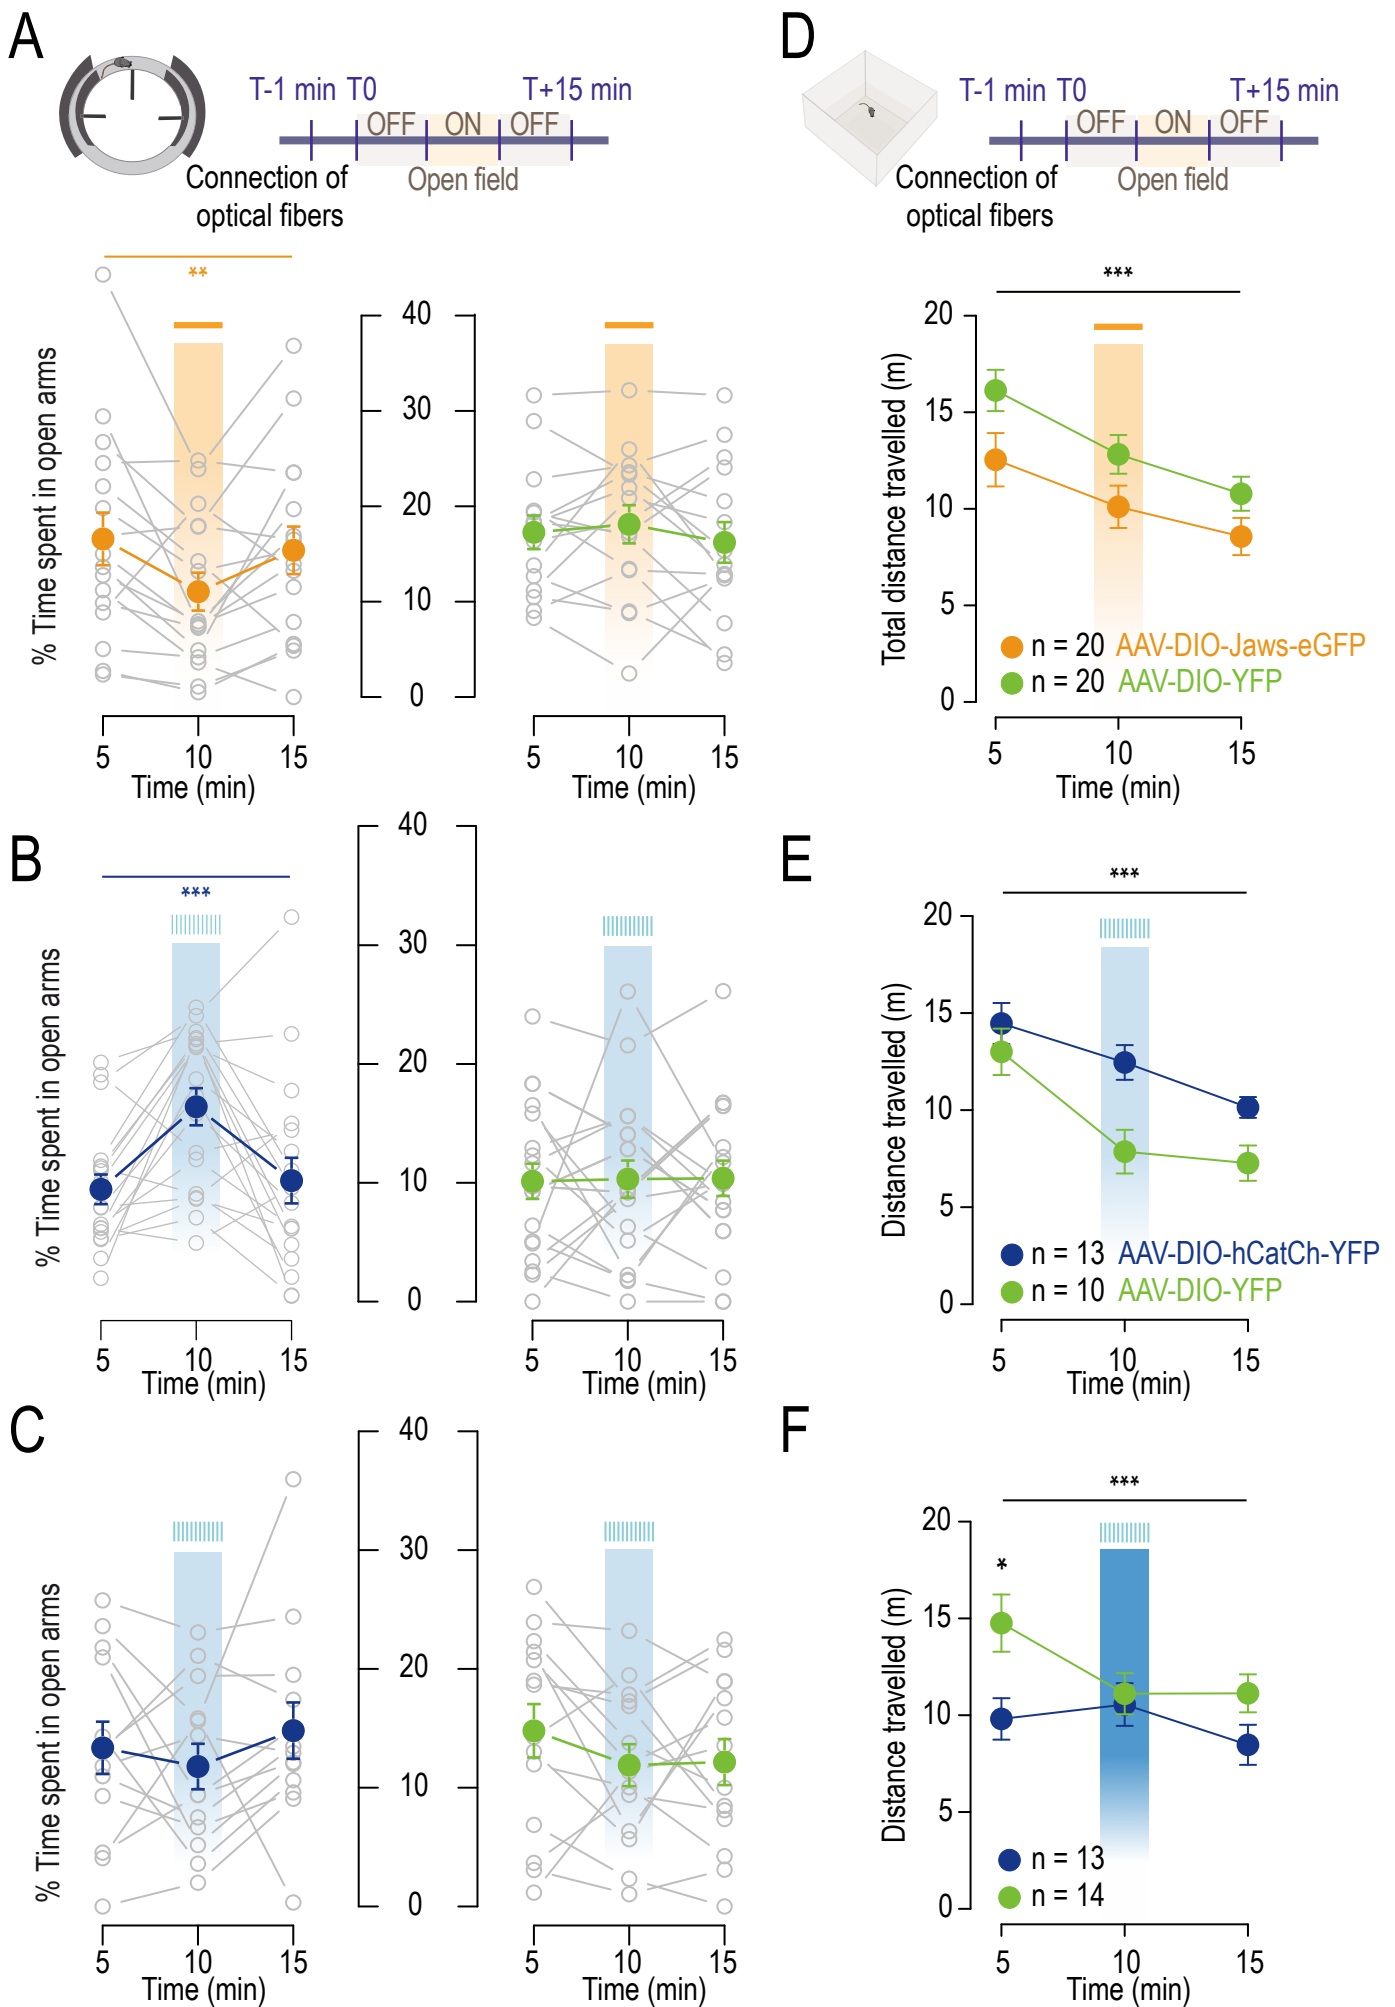 A
T-1 min T0 T+15 min
OFF ON OFF
Connection of
optical fibers
Open field
**
% Time spent in open arms
40
30
20
10
0
5 10 15
Time (min)
5 10 15
Time (min)
D
T-1 min T0 T+15 min
OFF ON OFF
Connection of
optical fibers
Open field
***
Total distance travelled (m)
20
15
10
5
0
n = 20 AAV-DIO-Jaws-eGFP
n = 20 AAV-DIO-YFP
5 10 15
Time (min)
B
***
% Time spent in open arms
40
30
20
10
0
5 10 15
Time (min)
5 10 15
Time (min)
E
***
Distance travelled (m)
20
15
10
5
0
n = 13 AAV-DIO-hCatCh-YFP
n = 10 AAV-DIO-YFP
5 10 15
Time (min)
C
% Time spent in open arms
40
30
20
10
0
5 10 15
Time (min)
5 10 15
Time (min)
F
***
*
Distance travelled (m)
20
15
10
5
0
n = 13
n = 14
5 10 15
Time (min)